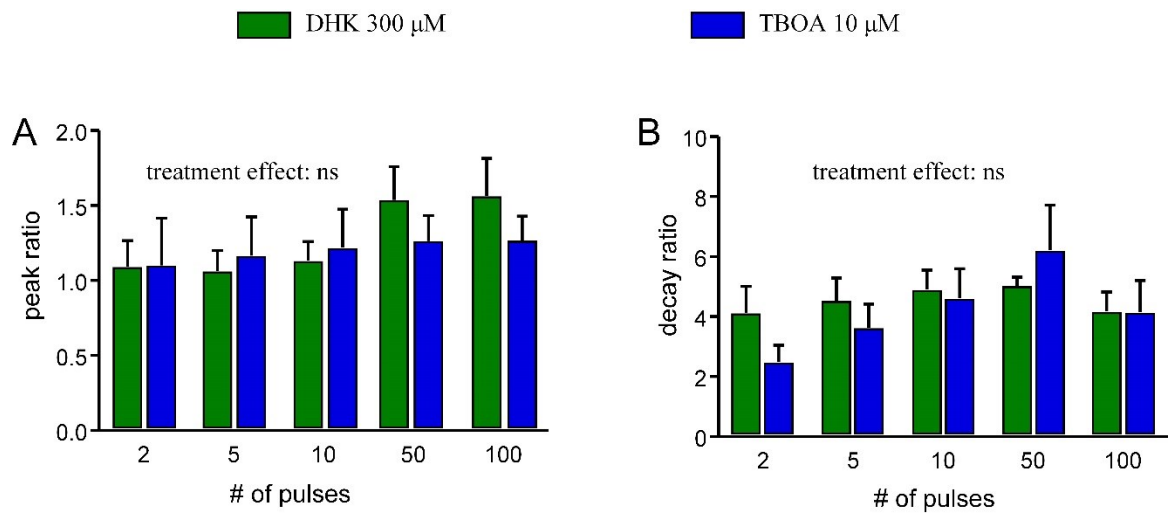 DHK 300 μM
TBOA 10 μM
A
treatment effect: ns
peak ratio
2.0
1.5
1.0
0.5
0.0
2 5 10 50 100
# of pulses
B
treatment effect: ns
decay ratio
10
8
6
4
2
0
2 5 10 50 100
# of pulses